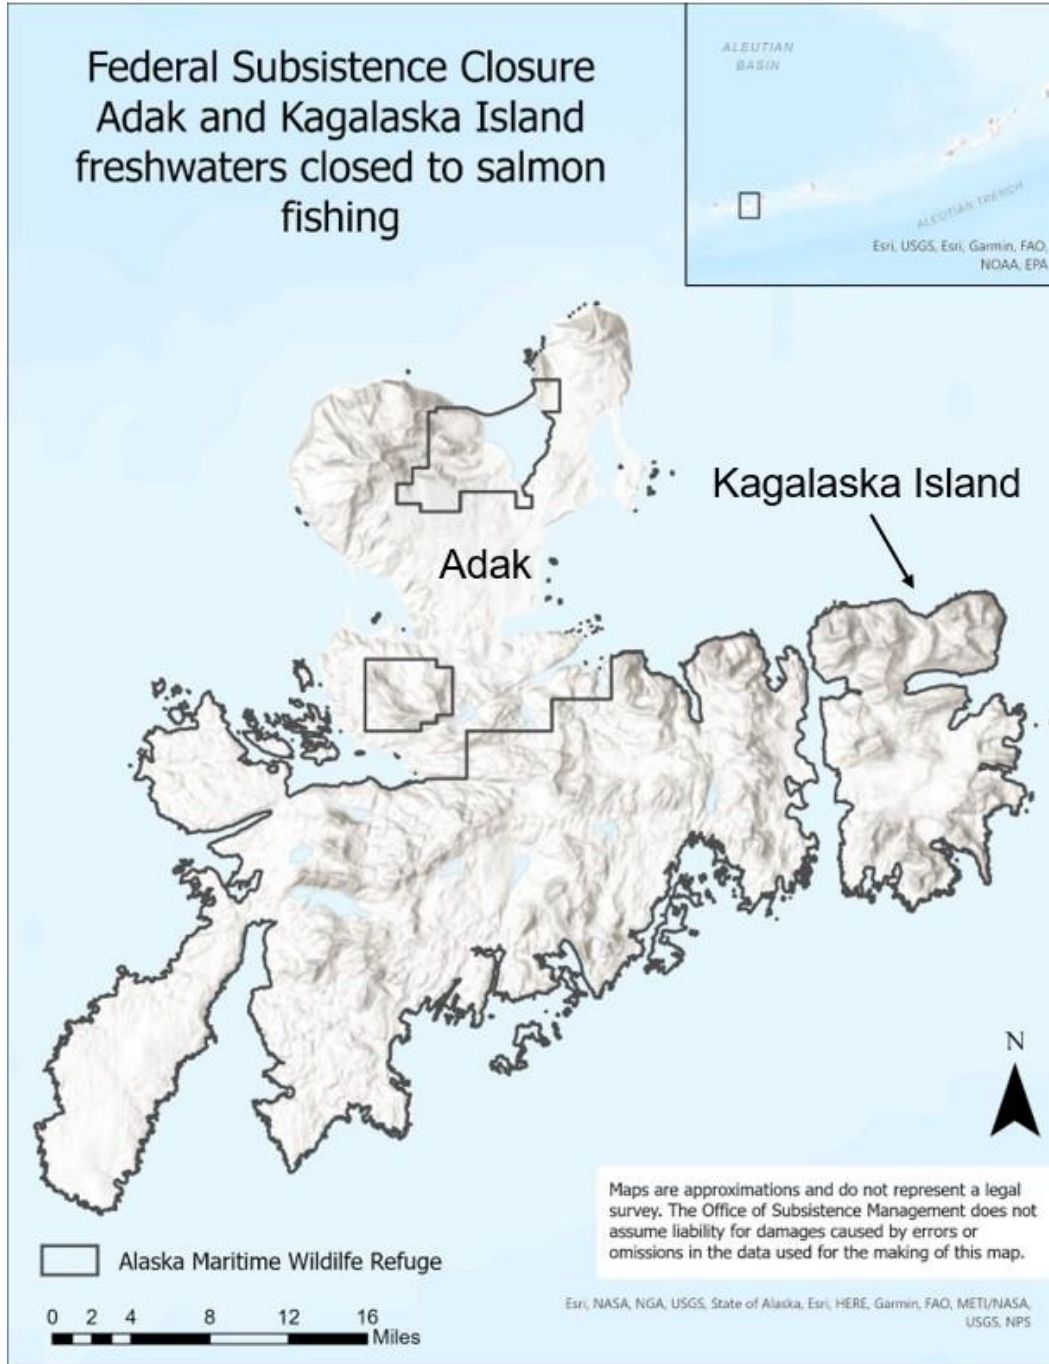 Federal Subsistence Closure
Adak and Kagalaska Island
freshwaters closed to salmon
fishing
ALEUTIAN
BASIN
ALEUTIAN TRENCH
Esri, USGS, Esri, Garmin, FAO,
NOAA, EPA
Kagalaska Island
Adak
N
Maps are approximations and do not represent a legal
survey. The Office of Subsistence Management does not
assume liability for damages caused by errors or
omissions in the data used for the making of this map.
Alaska Maritime Wildilfe Refuge
0 2 4 8 12 16
Miles
Esri, NASA, NGA, USGS, State of Alaska, Esri, HERE, Garmin, FAO, METI/NASA,
USGS, NPS